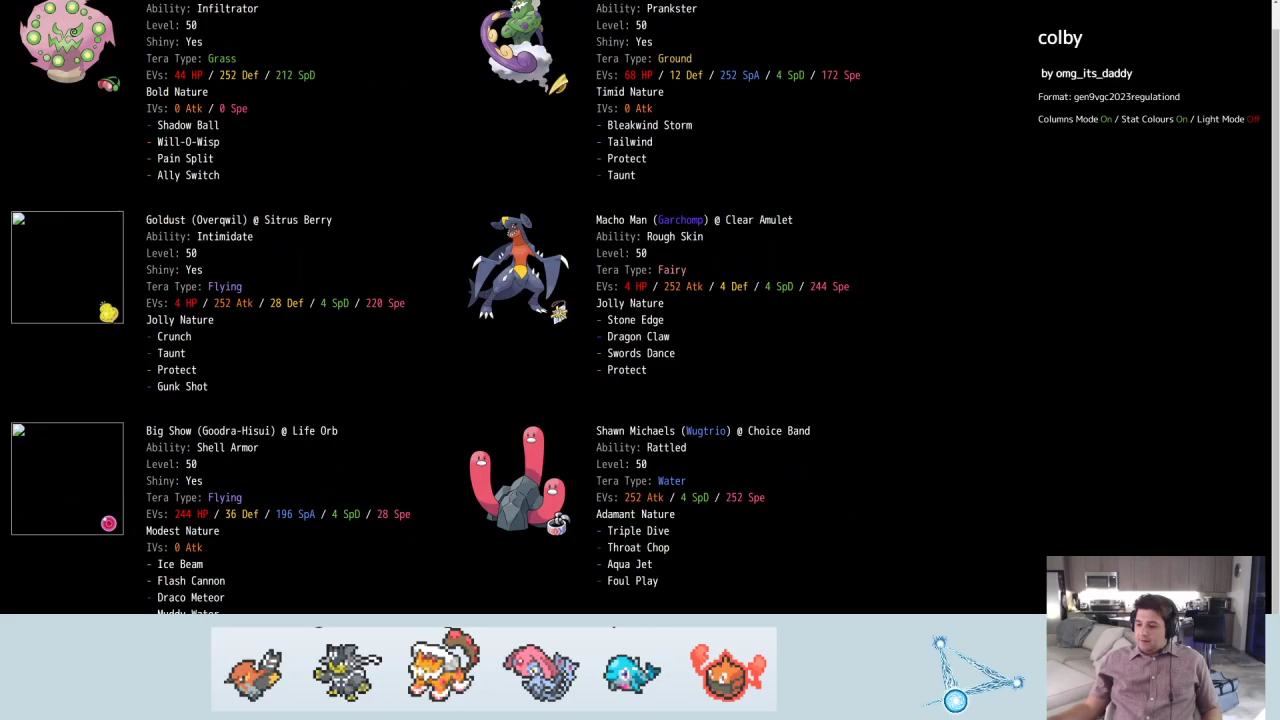 Ability: Infiltrator
Level: 50
Shiny: Yes
Tera Type: Grass
EVs: 44 HP / 252 Def / 212 SpD
Bold Nature
IVs: 0 Atk / 0 Spe
- Shadow Ball
- Will-O-Wisp
- Pain Split
- Ally Switch
Ability: Prankster
Level: 50
Shiny: Yes
Tera Type: Ground
EVs: 68 HP / 12 Def / 252 SpA / 4 SpD / 172 Spe
Timid Nature
IVs: 0 Atk
- Bleakwind Storm
- Tailwind
- Protect
- Taunt
Goldust (Overqwil) @ Sitrus Berry
Ability: Intimidate
Level: 50
Shiny: Yes
Tera Type: Flying
EVs: 4 HP / 252 Atk / 28 Def / 4 SpD / 220 Spe
Jolly Nature
- Crunch
- Taunt
- Protect
- Gunk Shot
Macho Man (Garchomp) @ Clear Amulet
Ability: Rough Skin
Level: 50
Tera Type: Fairy
EVs: 4 HP / 252 Atk / 4 Def / 4 SpD / 244 Spe
Jolly Nature
- Stone Edge
- Dragon Claw
- Swords Dance
- Protect
Big Show (Goodra-Hisui) @ Life Orb
Ability: Shell Armor
Level: 50
Shiny: Yes
Tera Type: Flying
EVs: 244 HP / 36 Def / 196 SpA / 4 SpD / 28 Spe
Modest Nature
IVs: 0 Atk
- Ice Beam
- Flash Cannon
- Draco Meteor
- Muddy Water
Shawn Michaels (Wugtrio) @ Choice Band
Ability: Rattled
Level: 50
Tera Type: Water
EVs: 252 Atk / 4 SpD / 252 Spe
Adamant Nature
- Triple Dive
- Throat Chop
- Aqua Jet
- Foul Play
colby
by omg_its_daddy
Format: gen9vgc2023regulationd
Columns Mode On / Stat Colours On / Light Mode Off